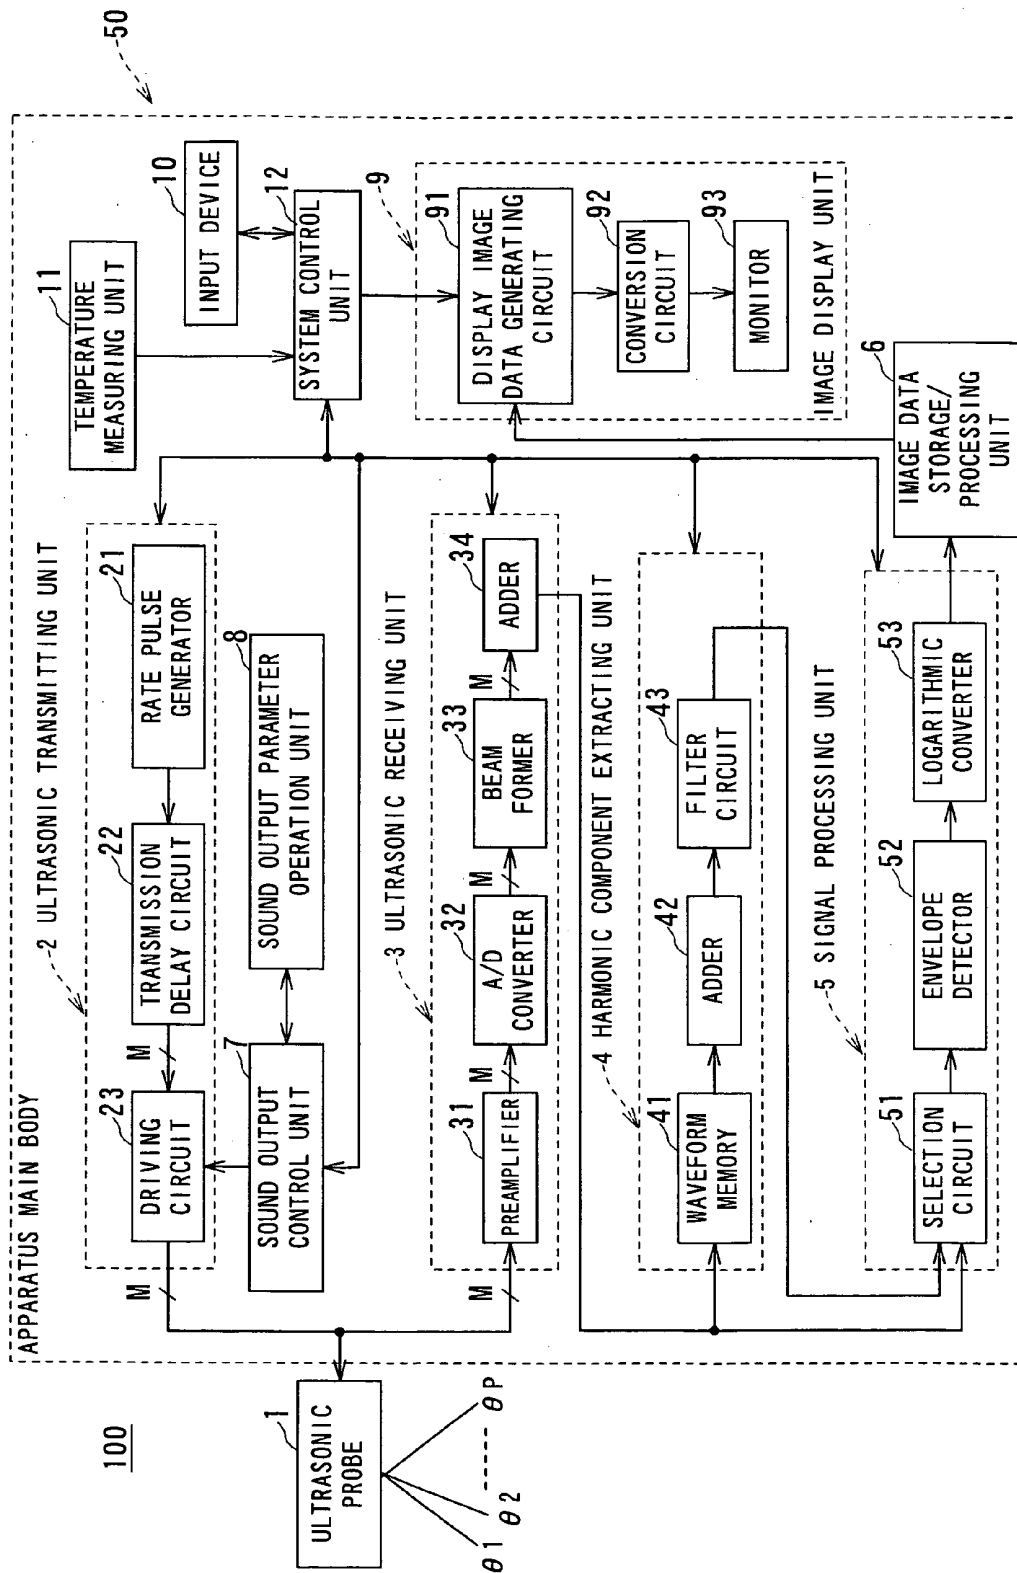 100
50
APPARATUS MAIN BODY
1
ULTRASONIC
PROBE
θ1
θ2
θP
M
M
2 ULTRASONIC TRANSMITTING UNIT
23
DRIVING
CIRCUIT
M
22
TRANSMISSION
DELAY CIRCUIT
21
RATE PULSE
GENERATOR
7
SOUND OUTPUT
CONTROL UNIT
8
SOUND OUTPUT PARAMETER
OPERATION UNIT
11
TEMPERATURE
MEASURING UNIT
10
INPUT DEVICE
12
SYSTEM CONTROL
UNIT
3 ULTRASONIC RECEIVING UNIT
31
PREAMPLIFIER
M
32
A/D
CONVERTER
M
33
BEAM
FORMER
M
34
ADDER
9
91
DISPLAY IMAGE
DATA GENERATING
CIRCUIT
92
CONVERSION
CIRCUIT
93
MONITOR
IMAGE DISPLAY UNIT
4 HARMONIC COMPONENT EXTRACTING UNIT
41
WAVEFORM
MEMORY
42
ADDER
43
FILTER
CIRCUIT
5 SIGNAL PROCESSING UNIT
51
SELECTION
CIRCUIT
52
ENVELOPE
DETECTOR
53
LOGARITHMIC
CONVERTER
6
IMAGE DATA
STORAGE/
PROCESSING
UNIT